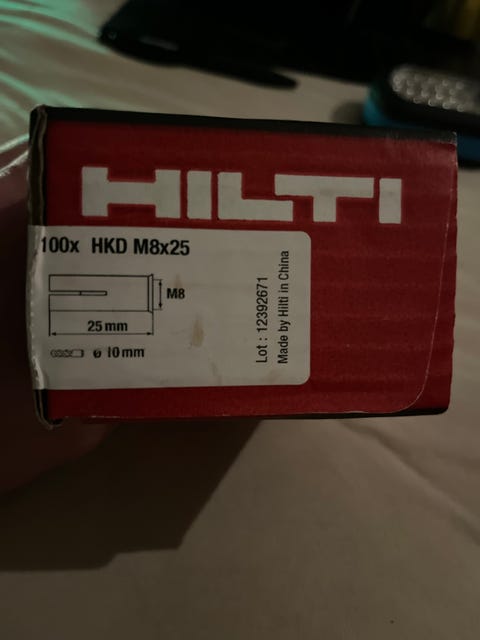 HILTI
100x HKD M8x25
M8
25 mm
ø 10 mm
Lot : 12392671
Made by Hilti in China